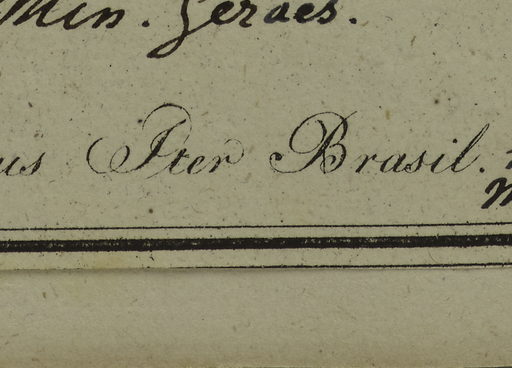 Min. Geraes.
us Iter Brasil.